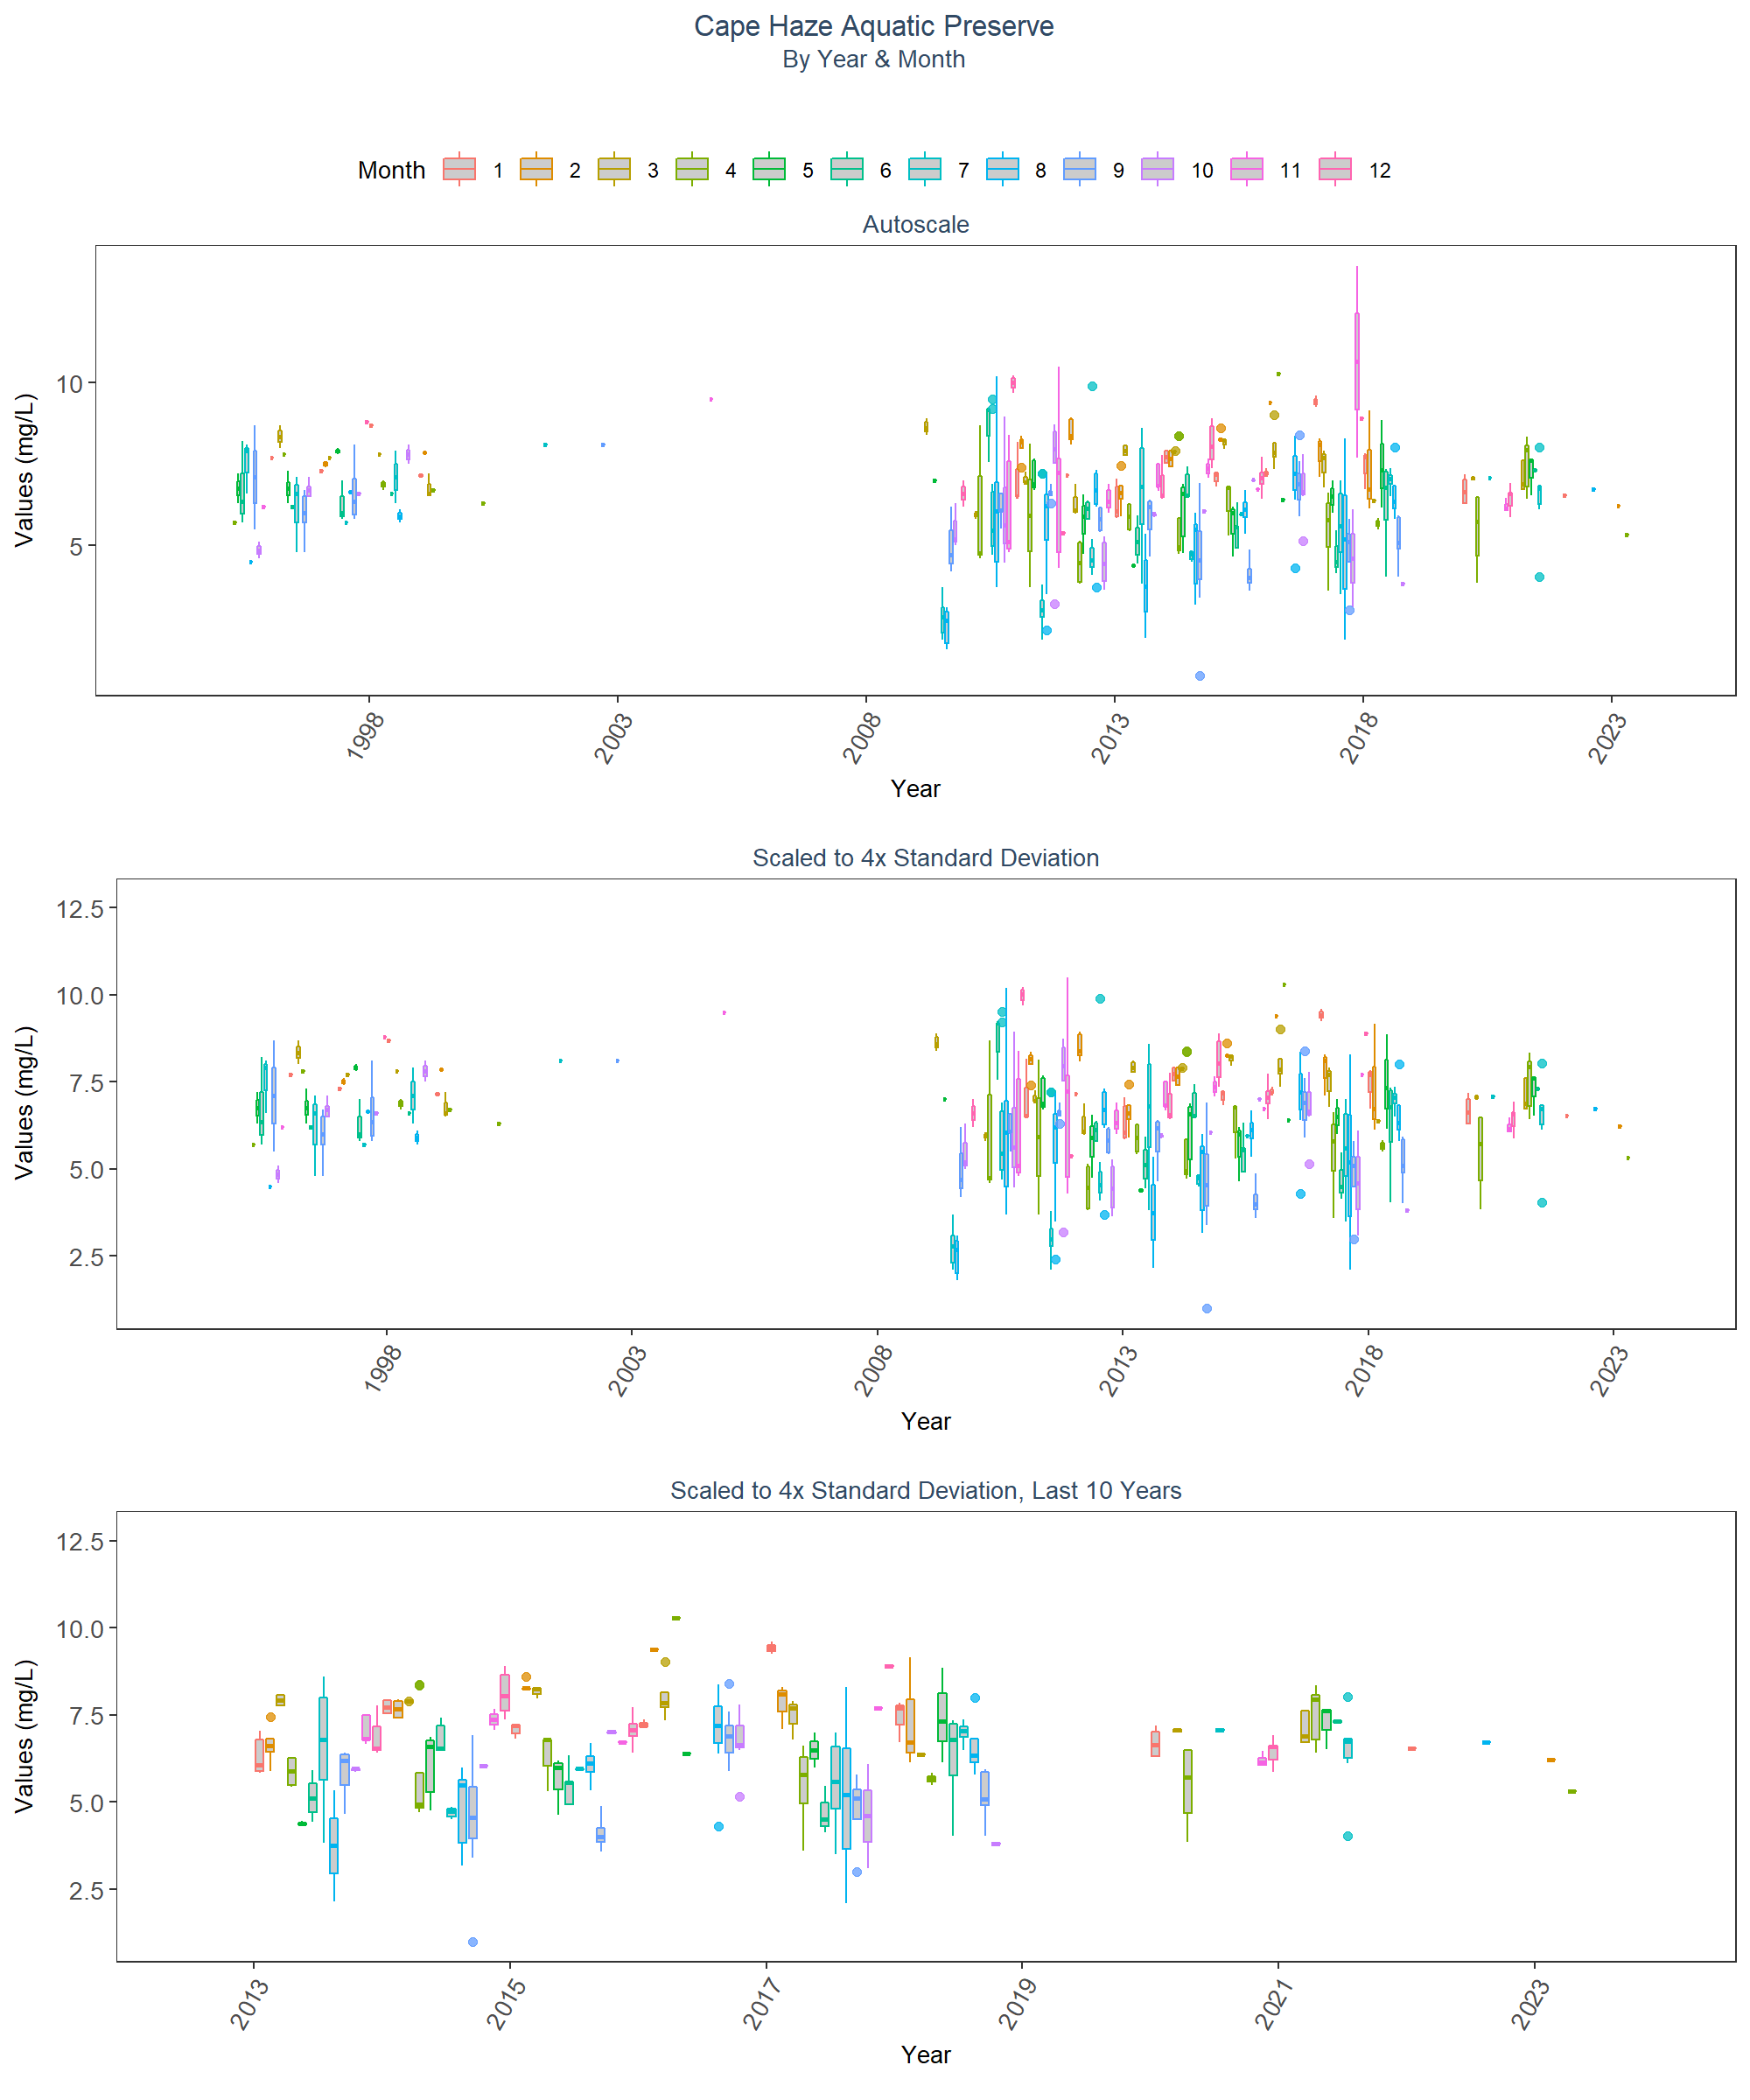 Cape Haze Aquatic Preserve
By Year & Month
Month 1 2 3 4 5 6 7 8 9 10 11 12
Autoscale
Values (mg/L)
10
5
1998 2003 2008 2013 2018 2023
Year
Scaled to 4x Standard Deviation
Values (mg/L)
12.5
10.0
7.5
5.0
2.5
1998 2003 2008 2013 2018 2023
Year
Scaled to 4x Standard Deviation, Last 10 Years
Values (mg/L)
12.5
10.0
7.5
5.0
2.5
2013 2015 2017 2019 2021 2023
Year